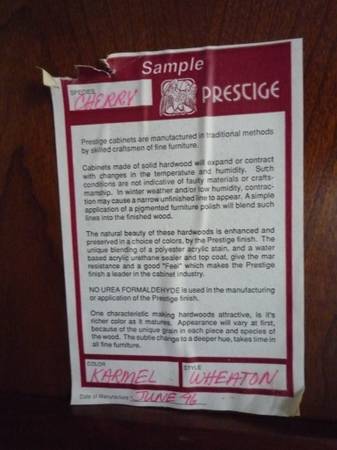 Sample
SPECIES
CHERRY
PRESTIGE
Prestige cabinets are manufactured in traditional methods
by skilled craftsmen of fine furniture.
Cabinets made of solid hardwood will expand or contract
with changes in the temperature and humidity. Such
conditions are not indicative of faulty materials or crafts-
manship. In winter weather and/or low humidity, contrac-
tion may cause a narrow unfinished line to appear. A simple
application of a pigmented furniture polish will blend such
lines into the finished wood.
The natural beauty of these hardwoods is enhanced and
preserved in a choice of colors, by the Prestige finish. The
unique blending of a polyester acrylic stain, and a water
based acrylic urethane sealer and top coat, give the mar
resistance and a good "Feel" which makes the Prestige
finish a leader in the cabinet industry.
NO UREA FORMALDEHYDE is used in the manufacturing
or application of the Prestige finish.
One characteristic making hardwoods attractive, is it's
richer color as it matures. Appearance will vary at first,
because of the unique grain in each piece and species of
the wood. The subtle change to a deeper hue, takes time in
all fine furniture.
COLOR
KARMEL
STYLE
WHEATON
Date of Manufacture JUNE 96